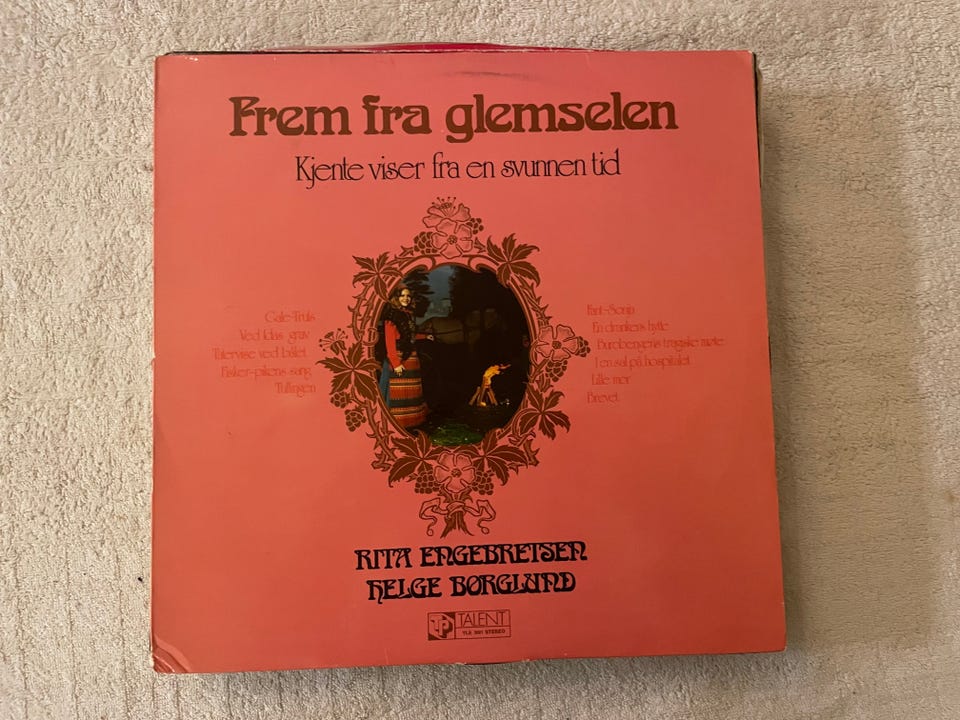 Frem fra glemselen
Kjente viser fra en svunnen tid
Gale-Truls
Ved Idas grav
Tatervise ved bålet
Fisker-pikens sang
Tullingen
Fant-Sonja
En drankers hytte
Burobengens tragiske møte
I en sal på hospitalet
Lille mor
Brevet
RITA ENGEBRETSEN
HELGE BORGLUND
TALENT
STEREO